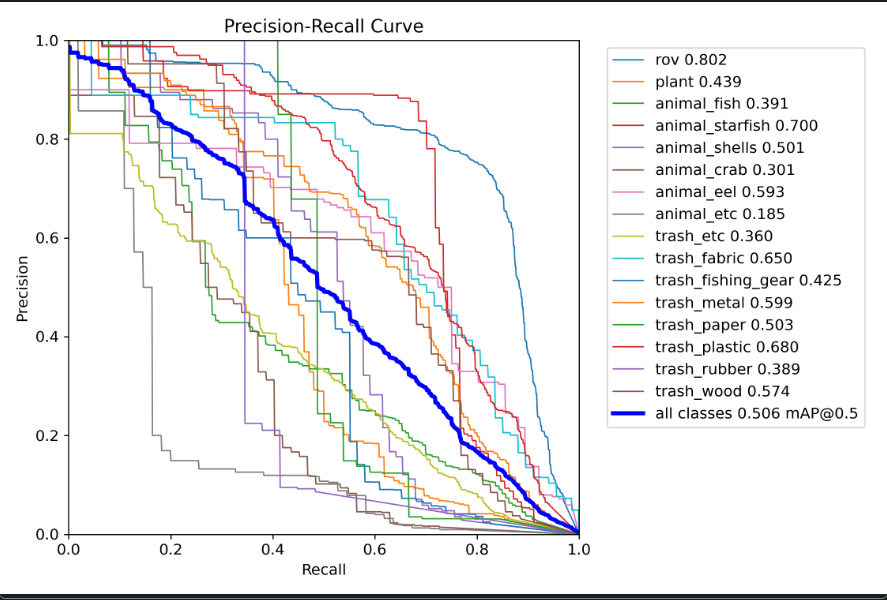 Precision-Recall Curve
1.0
0.8
0.6
0.4
0.2
0.0
Precision
0.0 0.2 0.4 0.6 0.8 1.0
Recall
rov 0.802
plant 0.439
animal_fish 0.391
animal_starfish 0.700
animal_shells 0.501
animal_crab 0.301
animal_eel 0.593
animal_etc 0.185
trash_etc 0.360
trash_fabric 0.650
trash_fishing_gear 0.425
trash_metal 0.599
trash_paper 0.503
trash_plastic 0.680
trash_rubber 0.389
trash_wood 0.574
all classes 0.506 mAP@0.5